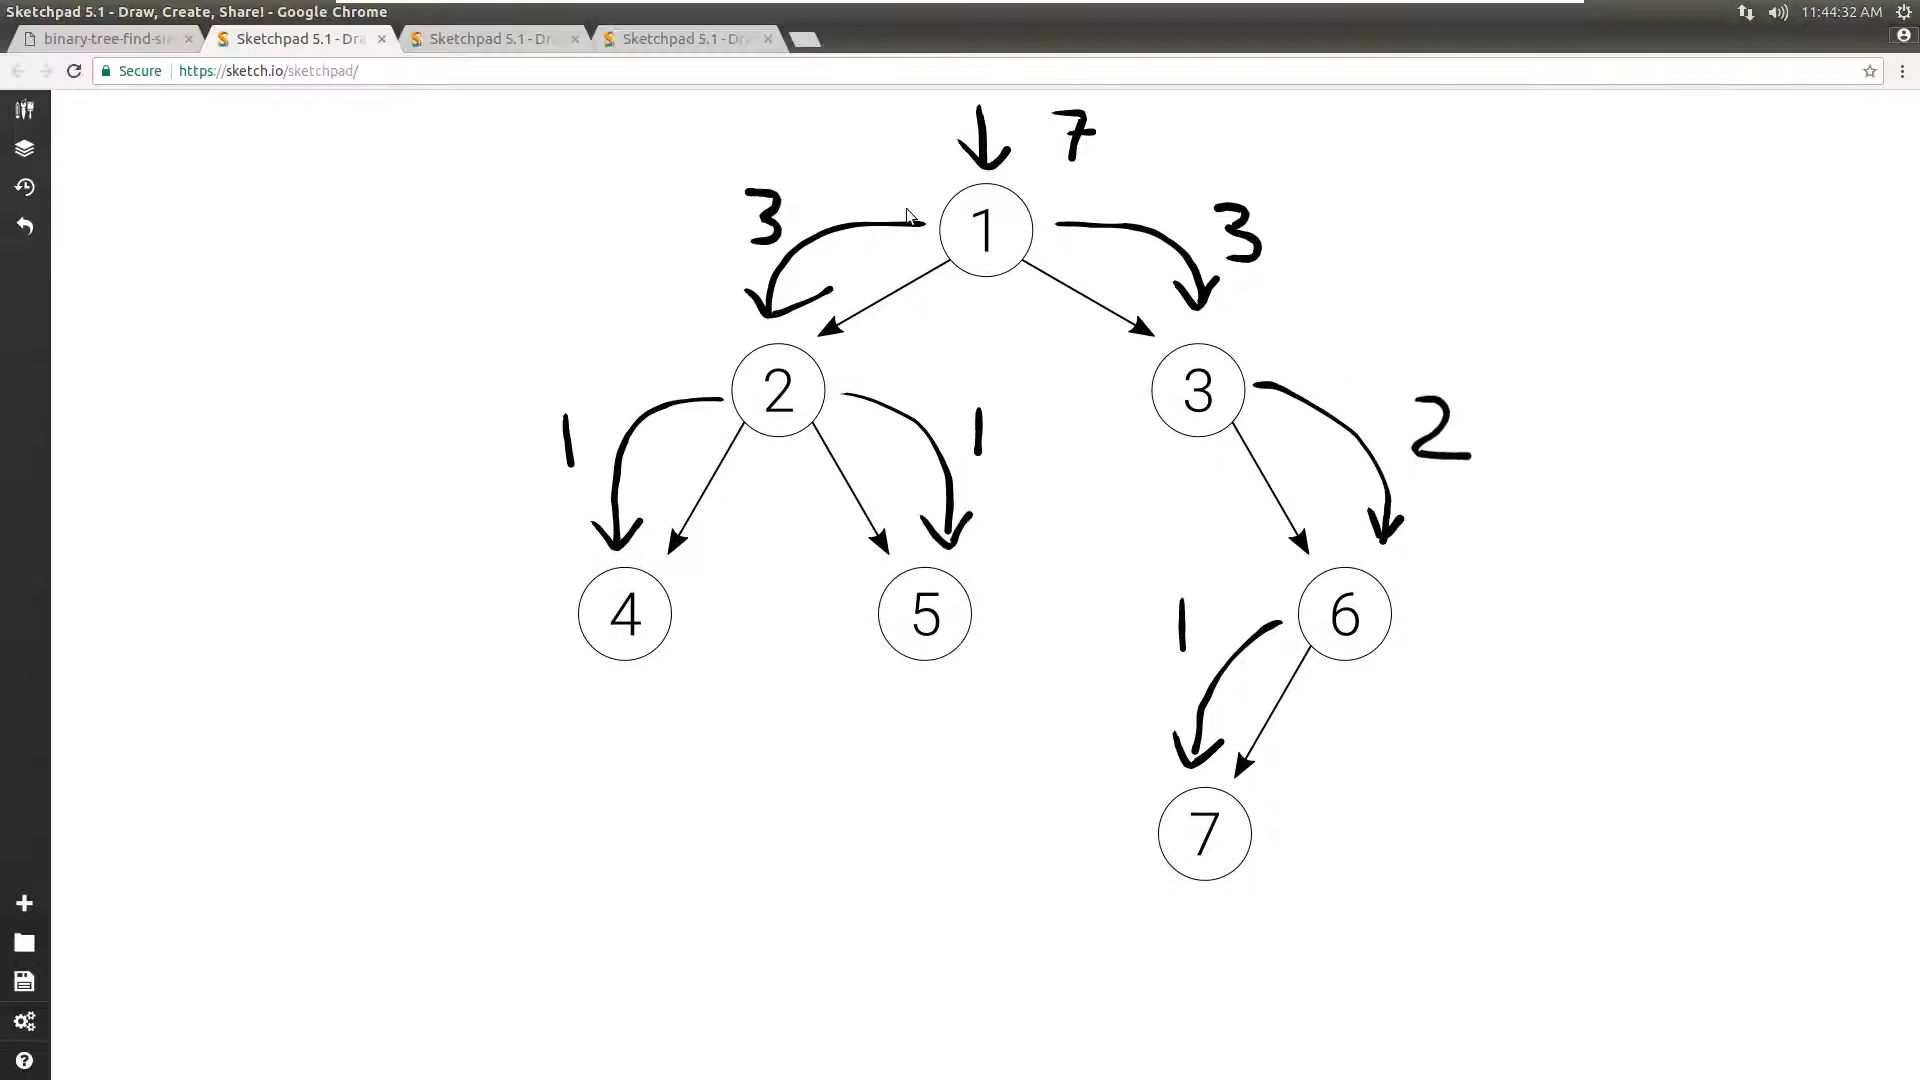 Sketchpad 5.1 - Draw, Create, Share! - Google Chrome
11:44:32 AM
binary-tree-find-si
Sketchpad 5.1 - Dra
Sketchpad 5.1 - Dr
Sketchpad 5.1 - Dr
Secure
https://sketch.io/sketchpad/
7
3 1 3
2 3
1 1 2
4 5 1 6
7